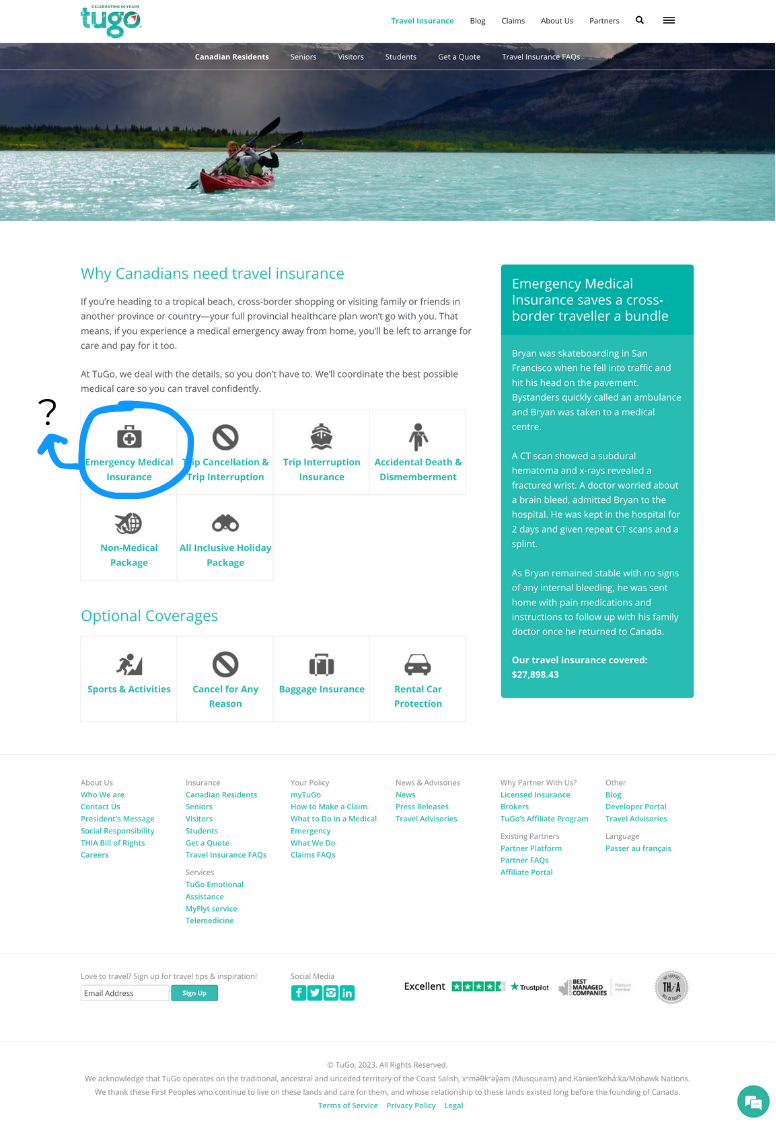 CELEBRATING 60 YEARS
tugo
Travel Insurance Blog Claims About Us Partners
Canadian Residents Seniors Visitors Students Get a Quote Travel Insurance FAQs
Why Canadians need travel insurance
If you're heading to a tropical beach, cross-border shopping or visiting family or friends in
another province or country—your full provincial healthcare plan won't go with you. That
means, if you experience a medical emergency away from home, you'll be left to arrange for
care and pay for it too.
At TuGo, we deal with the details, so you don't have to. We'll coordinate the best possible
medical care so you can travel confidently.
?
Emergency Medical
Insurance
Trip Cancellation &
Trip Interruption
Trip Interruption
Insurance
Accidental Death &
Dismemberment
Non-Medical
Package
All Inclusive Holiday
Package
Optional Coverages
Sports & Activities
Cancel for Any
Reason
Baggage Insurance
Rental Car
Protection
Emergency Medical
Insurance saves a cross-
border traveller a bundle
Bryan was skateboarding in San
Francisco when he fell into traffic and
hit his head on the pavement.
Bystanders quickly called an ambulance
and Bryan was taken to a medical
centre.
A CT scan showed a subdural
hematoma and x-rays revealed a
fractured wrist. A doctor worried about
a brain bleed, admitted Bryan to the
hospital. He was kept in the hospital for
2 days and given repeat CT scans and a
splint.
As Bryan remained stable with no signs
of any internal bleeding, he was sent
home with pain medications and
instructions to follow up with his family
doctor once he returned to Canada.
Our travel insurance covered:
$27,898.43
About Us
Who We are
Contact Us
President's Message
Social Responsibility
THIA Bill of Rights
Careers
Insurance
Canadian Residents
Seniors
Visitors
Students
Get a Quote
Travel Insurance FAQs
Services
TuGo Emotional
Assistance
MyFlyt service
Telemedicine
Your Policy
myTuGo
How to Make a Claim
What to Do in a Medical
Emergency
What We Do
Claims FAQs
News & Advisories
News
Press Releases
Travel Advisories
Why Partner With Us?
Licensed Insurance
Brokers
TuGo's Affiliate Program
Existing Partners
Partner Platform
Partner FAQs
Affiliate Portal
Other
Blog
Developer Portal
Travel Advisories
Language
Passer au français
Love to travel? Sign up for travel tips & inspiration!
Email Address Sign Up
Social Media
Excellent Trustpilot
BEST
MANAGED
COMPANIES
Platinum
member
THiA
© TuGo, 2023. All Rights Reserved.
We acknowledge that TuGo operates on the traditional, ancestral and unceded territory of the Coast Salish, xʷməθkʷəy̓əm (Musqueam) and Kanien'kehá:ka/Mohawk Nations.
We thank these First Peoples who continue to live on these lands and care for them, and whose relationship to these lands existed long before the founding of Canada.
Terms of Service Privacy Policy Legal